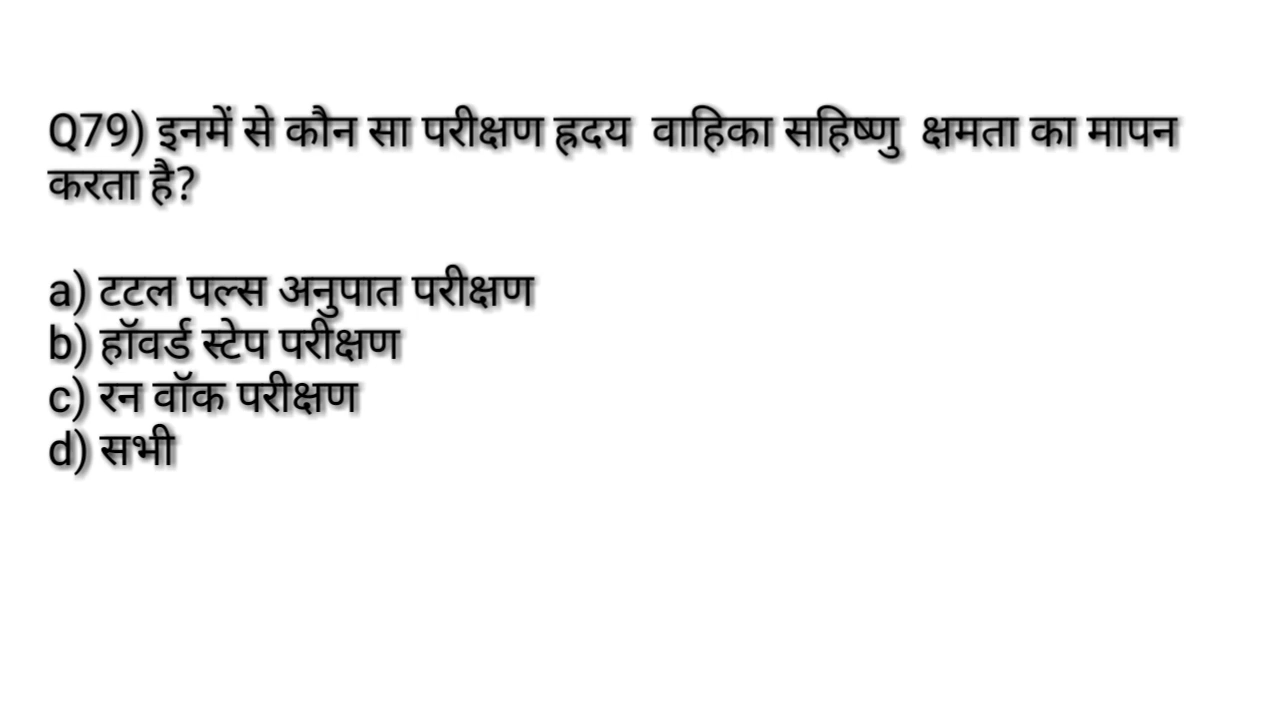 Q79) इनमें से कौन सा परीक्षण ह्रदय वाहिका सहिष्णु क्षमता का मापन
करता है?
a) टटल पल्स अनुपात परीक्षण
b) हॉवर्ड स्टेप परीक्षण
c) रन वॉक परीक्षण
d) सभी